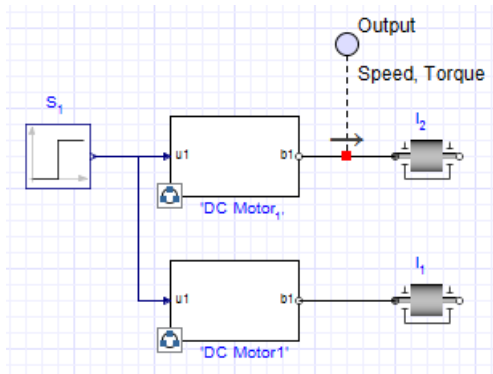 Output
Speed, Torque
S₁
I₂
u1
b1
'DC Motor₁'
I₁
u1
b1
'DC Motor1'